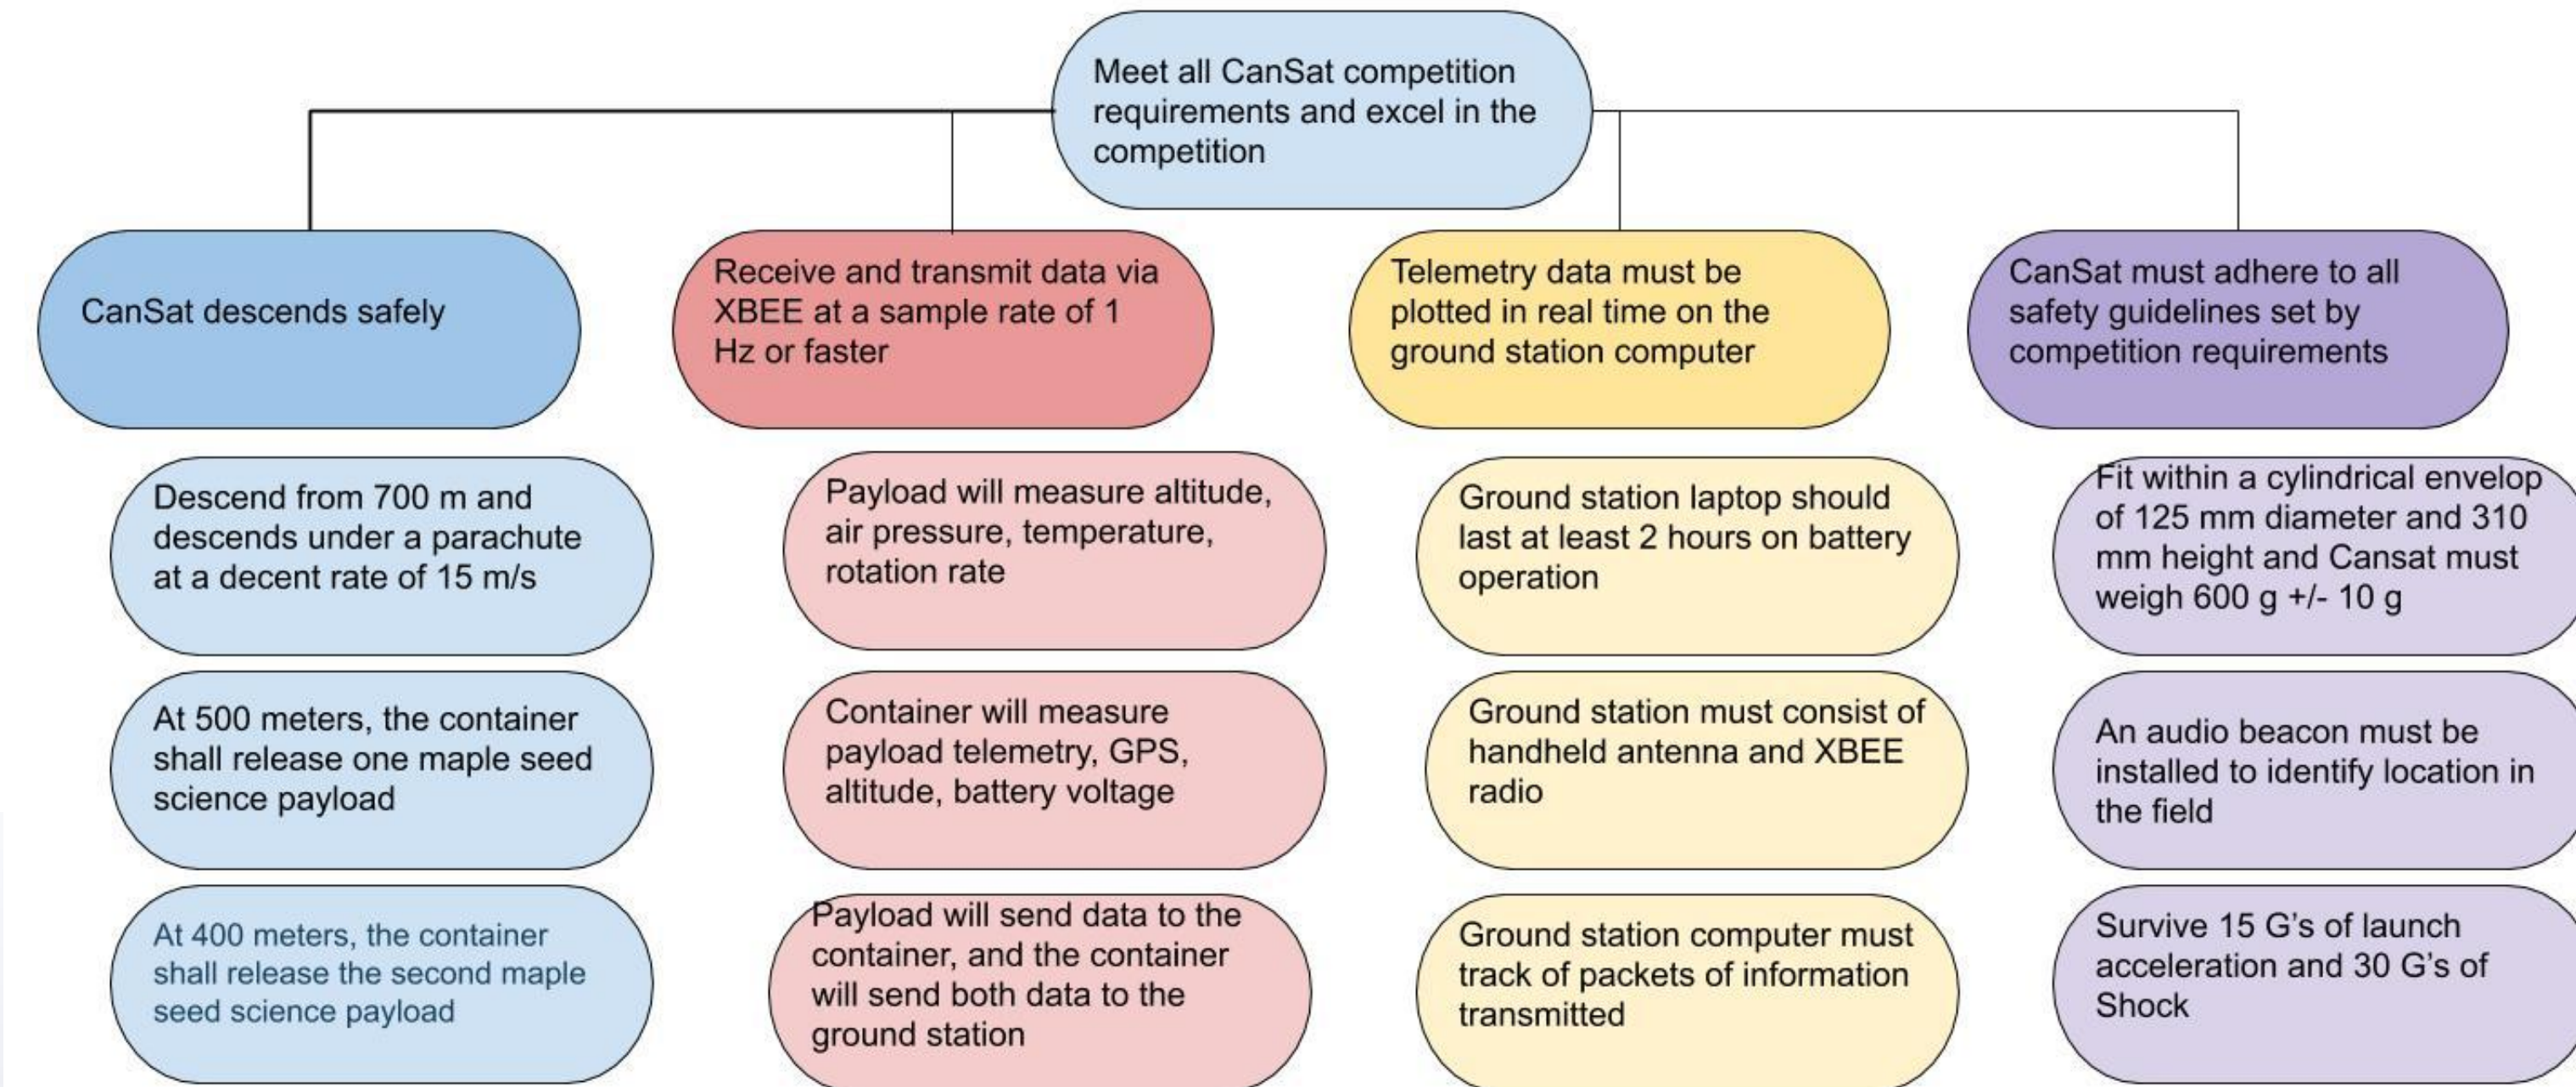 Meet all CanSat competition
requirements and excel in the
competition
CanSat descends safely
Receive and transmit data via
XBEE at a sample rate of 1
Hz or faster
Telemetry data must be
plotted in real time on the
ground station computer
CanSat must adhere to all
safety guidelines set by
competition requirements
Descend from 700 m and
descends under a parachute
at a decent rate of 15 m/s
Payload will measure altitude,
air pressure, temperature,
rotation rate
Ground station laptop should
last at least 2 hours on battery
operation
Fit within a cylindrical envelop
of 125 mm diameter and 310
mm height and Cansat must
weigh 600 g +/- 10 g
At 500 meters, the container
shall release one maple seed
science payload
Container will measure
payload telemetry, GPS,
altitude, battery voltage
Ground station must consist of
handheld antenna and XBEE
radio
An audio beacon must be
installed to identify location in
the field
At 400 meters, the container
shall release the second maple
seed science payload
Payload will send data to the
container, and the container
will send both data to the
ground station
Ground station computer must
track of packets of information
transmitted
Survive 15 G’s of launch
acceleration and 30 G’s of
Shock